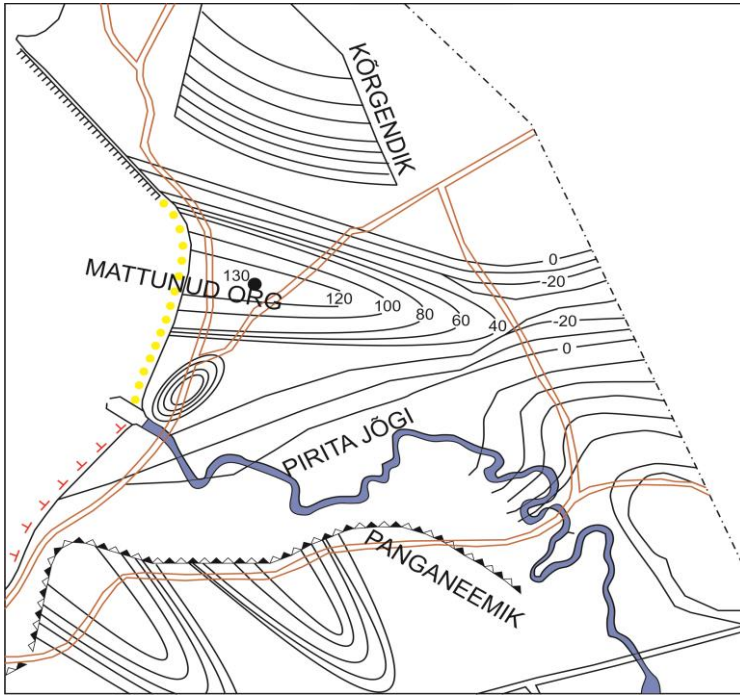 KÕRGENDIK
0
-20
MATTUNUD ORG
130
120
100
80
60
40
-20
0
PIRITA JÕGI
PANGANEEMIK